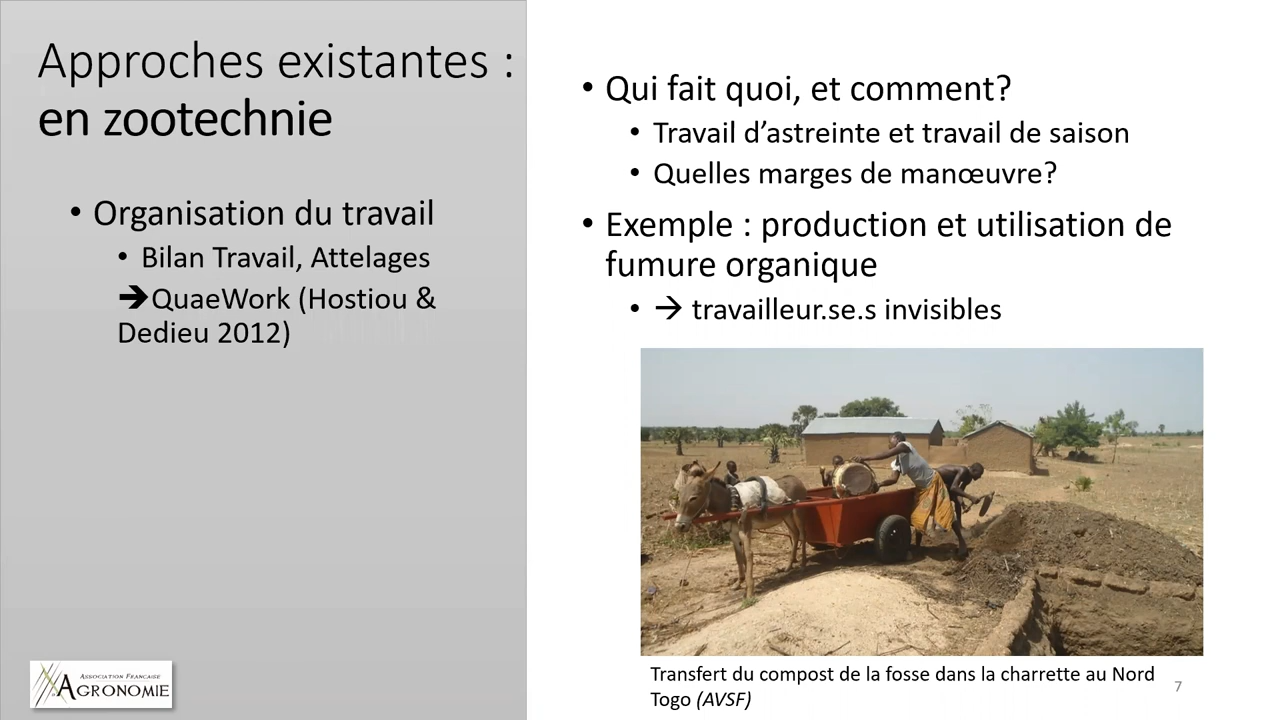 Approches existantes :
en zootechnie
• Organisation du travail
• Bilan Travail, Attelages
➔QuaeWork (Hostiou &
Dedieu 2012)
ASSOCIATION FRANÇAISE
AGRONOMIE
• Qui fait quoi, et comment?
• Travail d’astreinte et travail de saison
• Quelles marges de manœuvre?
• Exemple : production et utilisation de
fumure organique
• → travailleur.se.s invisibles
Transfert du compost de la fosse dans la charrette au Nord
Togo (AVSF)
7